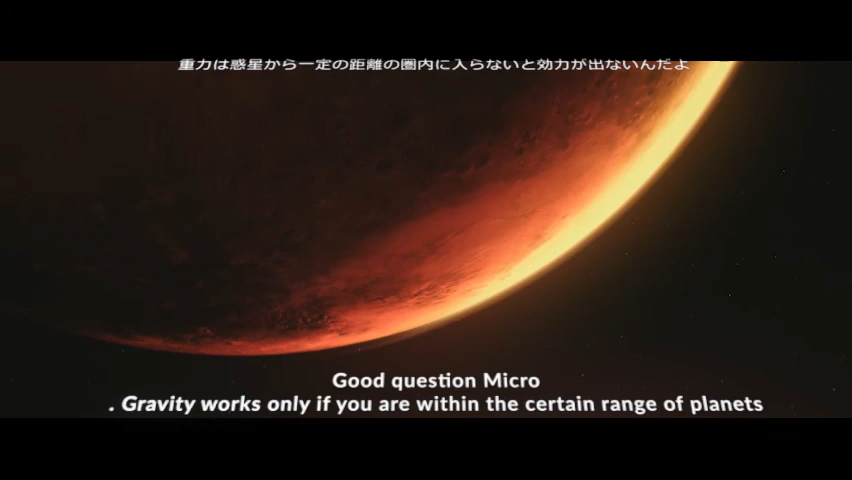 重力は惑星から一定の距離の圏内に入らないと効力が出ないんだよ
Good question Micro
. Gravity works only if you are within the certain range of planets